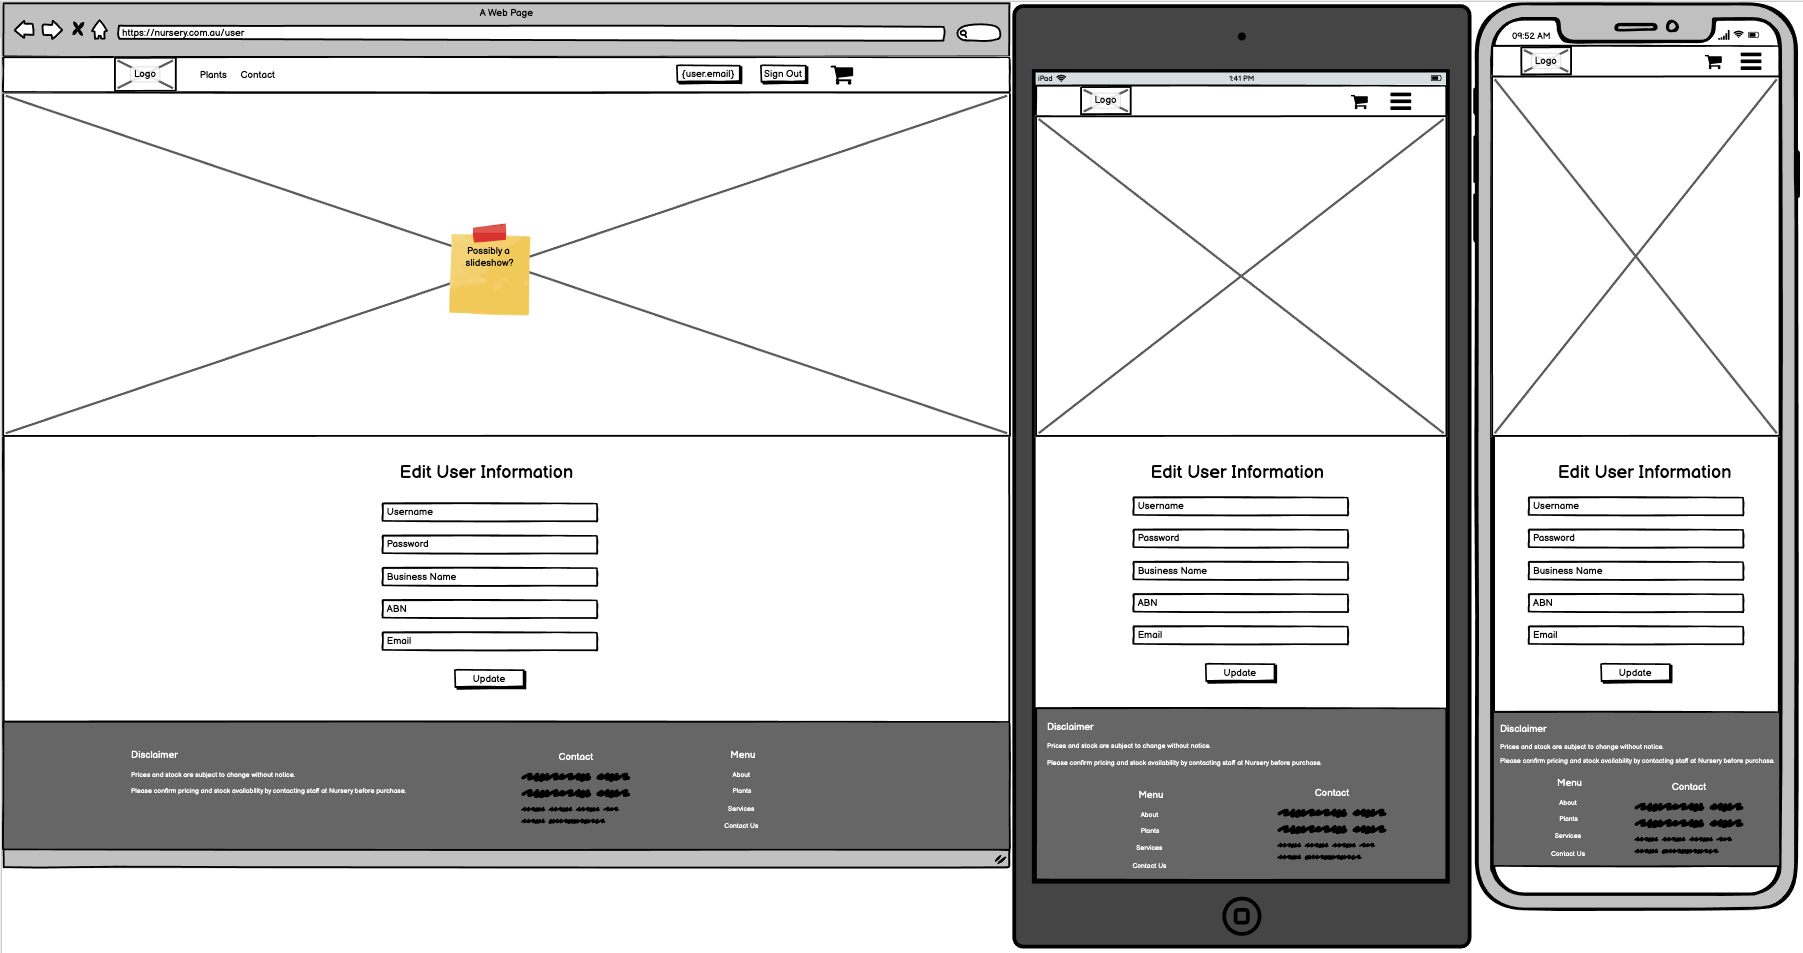 A Web Page
https://nursery.com.au/user
Logo
Plants
Contact
{user.email}
Sign Out
Possibly a
slideshow?
Edit User Information
Username
Password
Business Name
ABN
Email
Update
Disclaimer
Prices and stock are subject to change without notice.
Please confirm pricing and stock availability by contacting staff at Nursery before purchase.
Contact
Menu
About
Plants
Services
Contact Us
iPad
1:41 PM
Logo
Edit User Information
Username
Password
Business Name
ABN
Email
Update
Disclaimer
Prices and stock are subject to change without notice.
Please confirm pricing and stock availability by contacting staff at Nursery before purchase.
Menu
About
Plants
Services
Contact Us
Contact
09:52 AM
Logo
Edit User Information
Username
Password
Business Name
ABN
Email
Update
Disclaimer
Prices and stock are subject to change without notice.
Please confirm pricing and stock availability by contacting staff at Nursery before purchase.
Menu
About
Plants
Services
Contact Us
Contact